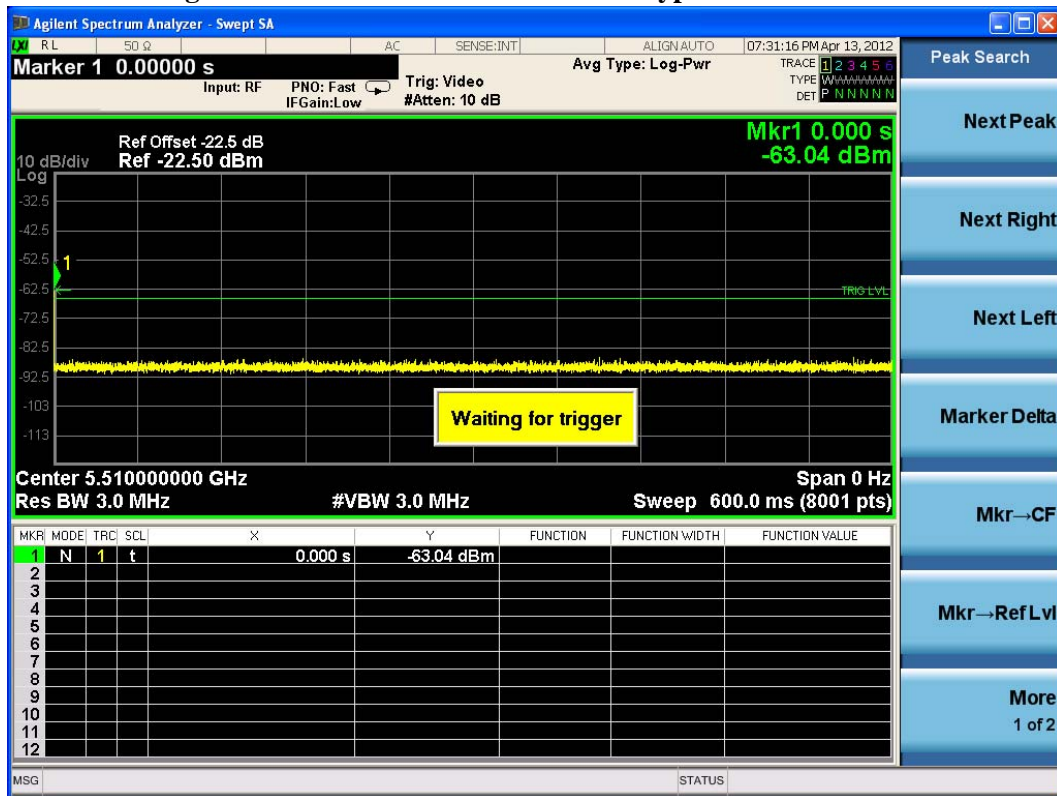 Agilent Spectrum Analyzer - Swept SA
LXI RL 50 Ω AC SENSE:INT ALIGNAUTO 07:31:16 PM Apr 13, 2012
Marker 1 0.00000 s
Input: RF PNO: Fast Trig: Video Avg Type: Log-Pwr TRACE 1 2 3 4 5 6
IFGain:Low #Atten: 10 dB TYPE WWWWWW
DET P N N N N N
Peak Search
Next Peak
Next Right
Next Left
Marker Delta
Mkr→CF
Mkr→Ref Lvl
More
1 of 2
Ref Offset -22.5 dB Mkr1 0.000 s
10 dB/div Ref -22.50 dBm -63.04 dBm
Log
-32.5
-42.5
-52.5
1
-62.5
TRIG LVL
-72.5
-82.5
-92.5
-103
-113
Waiting for trigger
Center 5.510000000 GHz Span 0 Hz
Res BW 3.0 MHz #VBW 3.0 MHz Sweep 600.0 ms (8001 pts)
MKR MODE TRC SCL X Y FUNCTION FUNCTION WIDTH FUNCTION VALUE
1 N 1 t 0.000 s -63.04 dBm
2
3
4
5
6
7
8
9
10
11
12
MSG STATUS